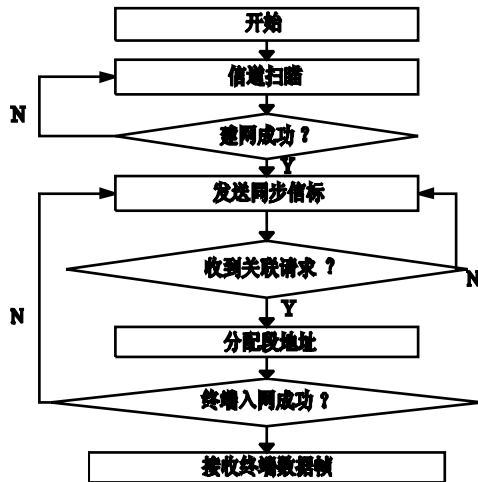 开始
信道扫瞄
N
建网成功？
Y
发送同步信标
收到关联请求 ？
N
N
Y
分配段地址
终端入网成功？
接收终端数据帧